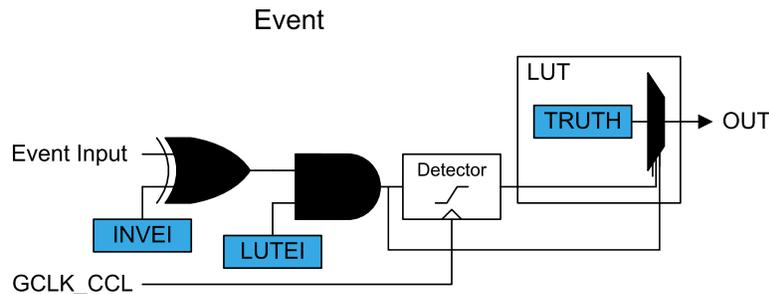 Event
LUT
TRUTH
OUT
Event Input
Detector
INVEI
LUTEI
GCLK_CCL